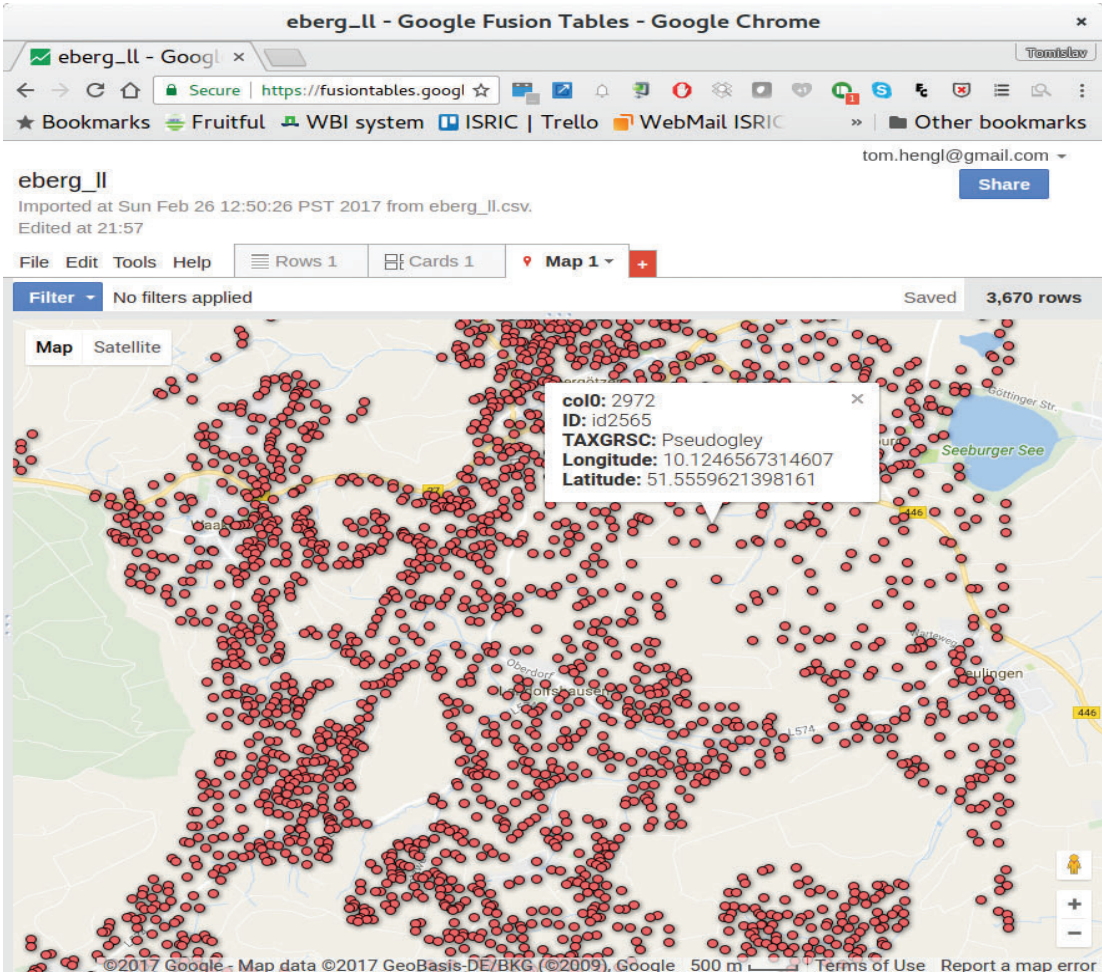 eberg_ll - Google Fusion Tables - Google Chrome ×
eberg_ll - Googl ×
Tomislav
Secure | https://fusiontables.googl
1
Bookmarks Fruitful WBI system ISRIC | Trello WebMail ISRIC » Other bookmarks
tom.hengl@gmail.com
eberg_ll
Share
Imported at Sun Feb 26 12:50:26 PST 2017 from eberg_ll.csv.
Edited at 21:57
File Edit Tools Help Rows 1 Cards 1 Map 1 +
Filter No filters applied Saved 3,670 rows
Map Satellite
col0: 2972 ×
ID: id2565
TAXGRSC: Pseudogley
Longitude: 10.1246567314607
Latitude: 51.5559621398161
Göttinger Str.
Seeburger See
27
446
Oberdorf
446
L574
+
−
©2017 Google - Map data ©2017 GeoBasis-DE/BKG (©2009), Google 500 m Terms of Use Report a map error